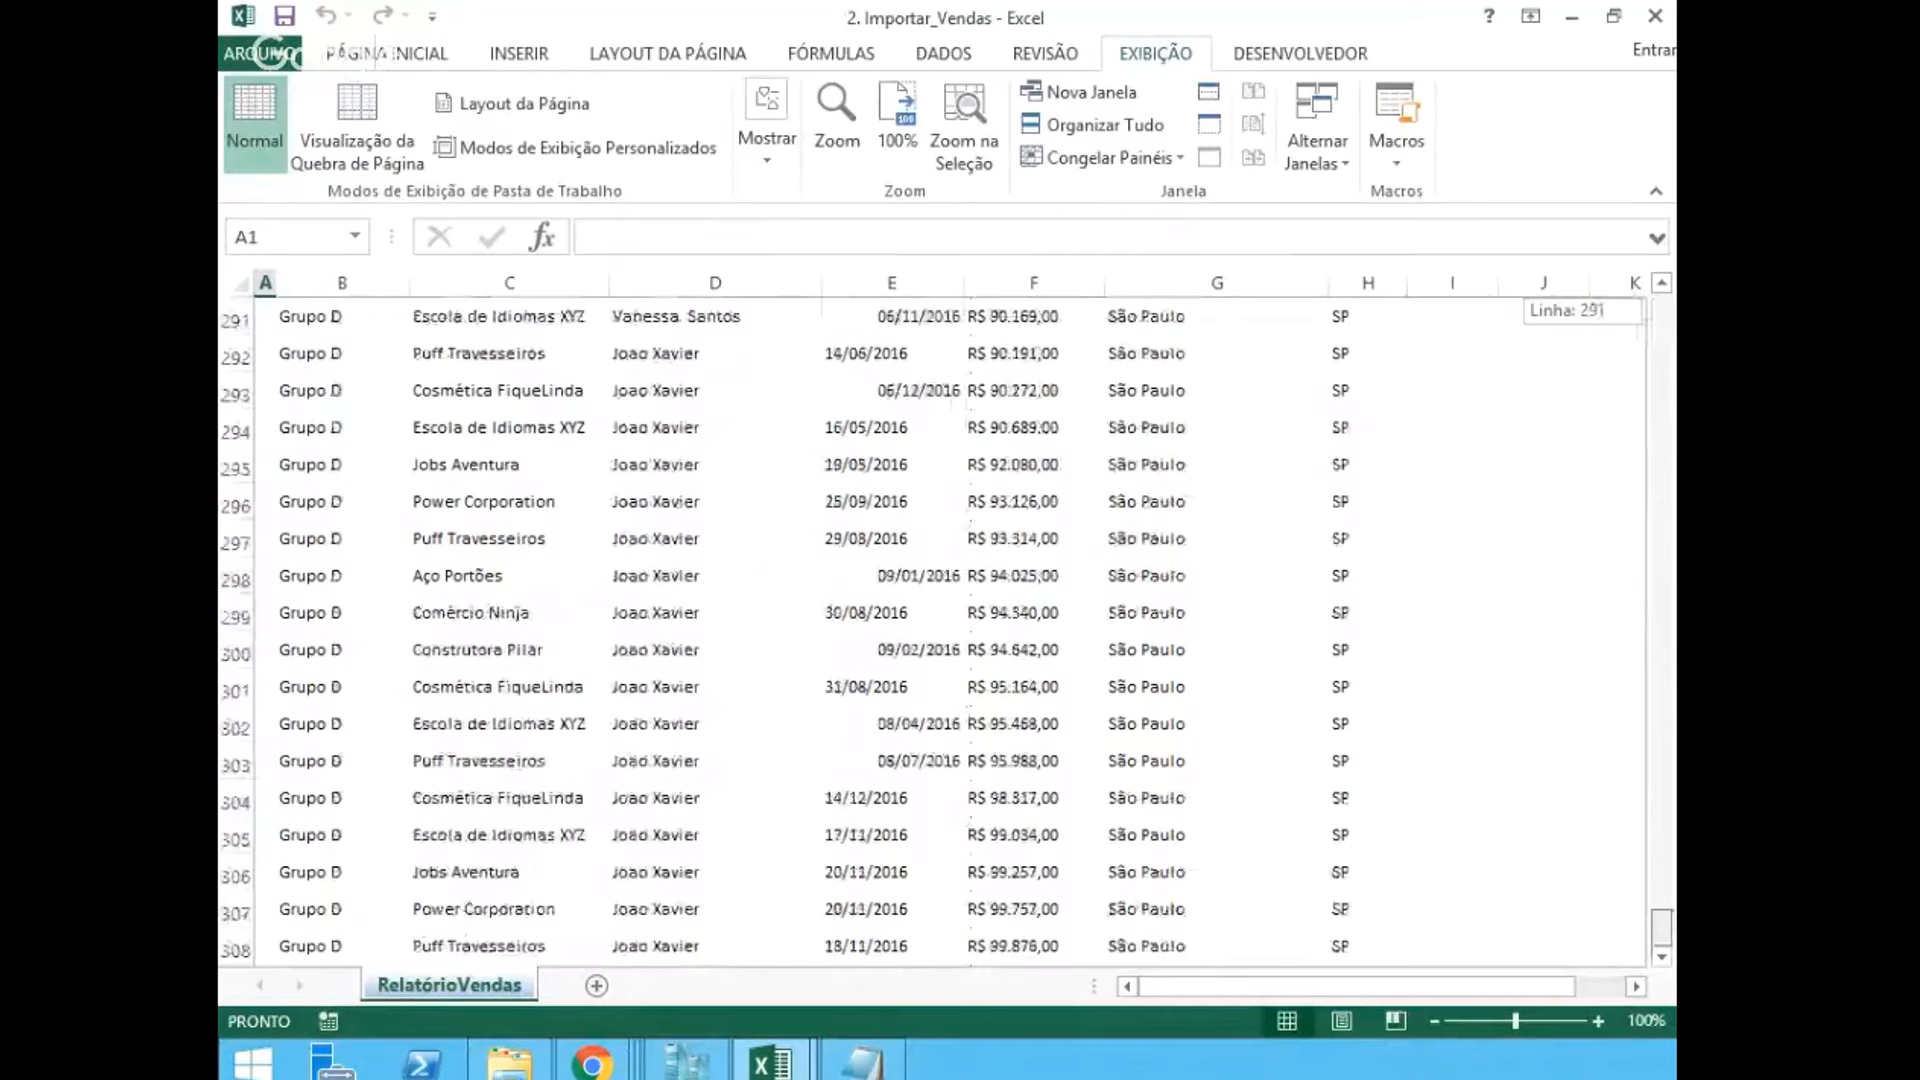 2. Importar_Vendas - Excel
?
ARQUIVO PÁGINA INICIAL INSERIR LAYOUT DA PÁGINA FÓRMULAS DADOS REVISÃO EXIBIÇÃO DESENVOLVEDOR Entrar
Normal
Visualização da
Quebra de Página
Layout da Página
Modos de Exibição Personalizados
Modos de Exibição de Pasta de Trabalho
Mostrar
Zoom
100%
Zoom na
Seleção
Zoom
Nova Janela
Organizar Tudo
Congelar Painéis
Janela
Alternar
Janelas
Macros
Macros
A1 fx
A B C D E F G H I J K
Linha: 291
291 Grupo D Escola de Idiomas XYZ Vanessa. Santos 06/11/2016 R$ 90.169,00 São Paulo SP
292 Grupo D Puff Travesseiros Joao Xavier 14/06/2016 R$ 90.191,00 São Paulo SP
293 Grupo D Cosmética FiqueLinda Joao Xavier 06/12/2016 R$ 90.272,00 São Paulo SP
294 Grupo D Escola de Idiomas XYZ Joao Xavier 16/05/2016 R$ 90.689,00 São Paulo SP
295 Grupo D Jobs Aventura Joao Xavier 19/05/2016 R$ 92.080,00 São Paulo SP
296 Grupo D Power Corporation Joao Xavier 25/09/2016 R$ 93.126,00 São Paulo SP
297 Grupo D Puff Travesseiros Joao Xavier 29/08/2016 R$ 93.314,00 São Paulo SP
298 Grupo D Aço Portões Joao Xavier 09/01/2016 R$ 94.025,00 São Paulo SP
299 Grupo D Comércio Ninja Joao Xavier 30/08/2016 R$ 94.340,00 São Paulo SP
300 Grupo D Construtora Pilar Joao Xavier 09/02/2016 R$ 94.642,00 São Paulo SP
301 Grupo D Cosmética FiqueLinda Joao Xavier 31/08/2016 R$ 95.164,00 São Paulo SP
302 Grupo D Escola de Idiomas XYZ Joao Xavier 08/04/2016 R$ 95.468,00 São Paulo SP
303 Grupo D Puff Travesseiros Joao Xavier 08/07/2016 R$ 95.988,00 São Paulo SP
304 Grupo D Cosmética FiqueLinda Joao Xavier 14/12/2016 R$ 98.317,00 São Paulo SP
305 Grupo D Escola de Idiomas XYZ Joao Xavier 17/11/2016 R$ 99.034,00 São Paulo SP
306 Grupo D Jobs Aventura Joao Xavier 20/11/2016 R$ 99.257,00 São Paulo SP
307 Grupo D Power Corporation Joao Xavier 20/11/2016 R$ 99.757,00 São Paulo SP
308 Grupo D Puff Travesseiros Joao Xavier 18/11/2016 R$ 99.876,00 São Paulo SP
RelatórioVendas
PRONTO 100%